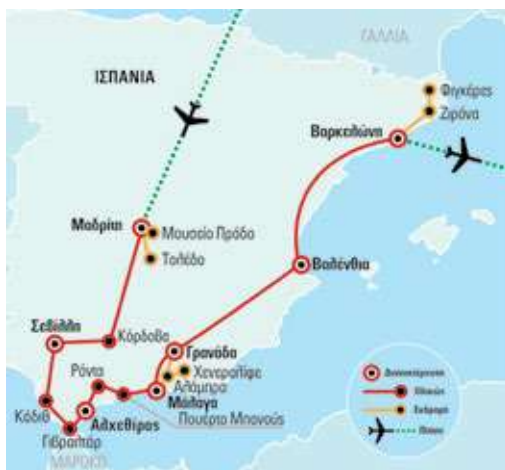 ΓΑΛΛΙΑ
ΙΣΠΑΝΙΑ
Φιγκέρες
Ζιρόνα
Βαρκελώνη
Μαδρίτη
Μουσείο Πράδο
Τολέδο
Βαλένθια
Σεβίλλη
Κόρδοβα
Γρανάδα
Χενεραλίφε
Αλάμπρα
Ρόντα
Μάλαγα
Κάδιθ
Αλχεθίρας
Πουέρτο Μπανούς
Γιβραλτάρ
ΜΑΡΟΚΟ
Διανυκτέρευση
Εκδρομή
Πτήση